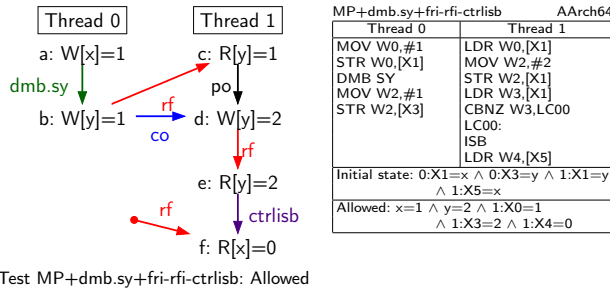 Thread 0
Thread 1
a: W[x]=1
c: R[y]=1
dmb.sy
po
rf
b: W[y]=1
d: W[y]=2
co
rf
e: R[y]=2
rf
ctrlisb
f: R[x]=0
Test MP+dmb.sy+fri-rfi-ctrlisb: Allowed
MP+dmb.sy+fri-rfi-ctrlisb AArch64
Thread 0 Thread 1
MOV W0,#1 LDR W0,[X1]
STR W0,[X1] MOV W2,#2
DMB SY STR W2,[X1]
MOV W2,#1 LDR W3,[X1]
STR W2,[X3] CBNZ W3,LC00
LC00:
ISB
LDR W4,[X5]
Initial state: 0:X1=x ∧ 0:X3=y ∧ 1:X1=y
∧ 1:X5=x
Allowed: x=1 ∧ y=2 ∧ 1:X0=1
∧ 1:X3=2 ∧ 1:X4=0